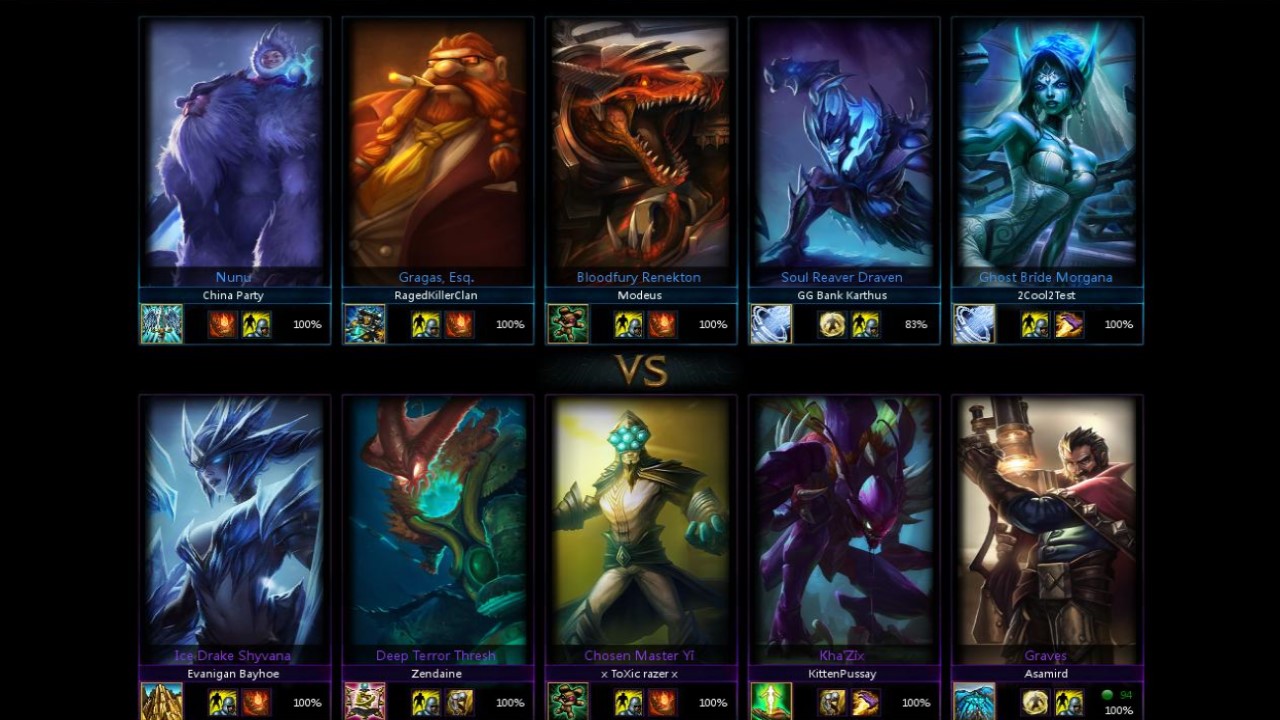 Nunu Gragas, Esq. Bloodfury Renekton Soul Reaver Draven Ghost Bride Morgana
China Party RagedKillerClan Modeus GG Bank Karthus 2Cool2Test
100% 100% 100% 83% 100%
VS
Ice Drake Shyvana Deep Terror Thresh Chosen Master Yi Kha'Zix Graves
Evanigan Bayhoe Zendaine x ToXic razer x KittenPussay Asamird
94
100% 100% 100% 100% 100%